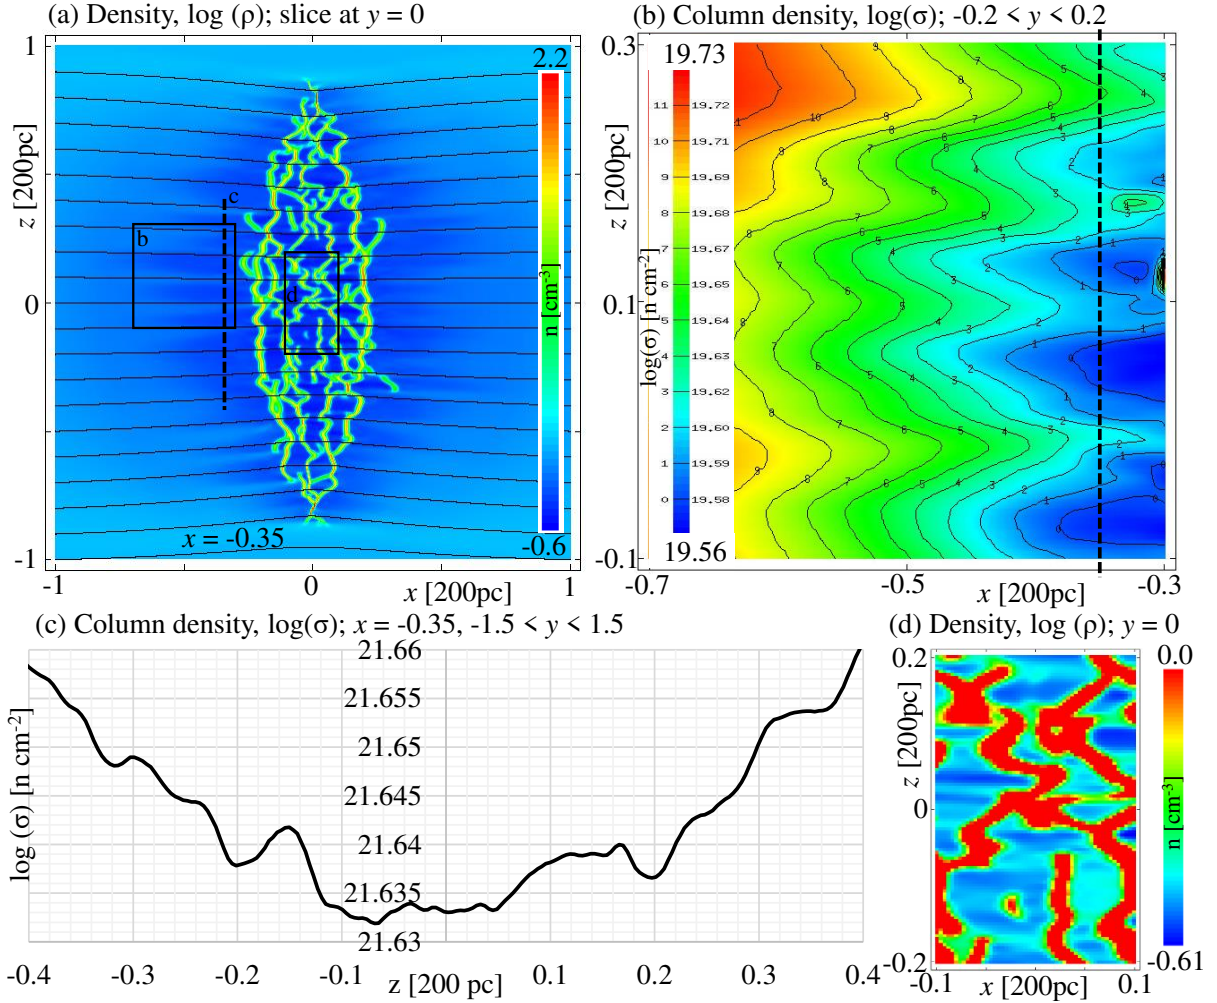 (a) Density, log (ρ); slice at y = 0
1
2.2
z [200pc]
c
b
d
n [cm-3]
0
x = -0.35
-0.6
-1
-1 0 1
x [200pc]
(b) Column density, log(σ); -0.2 < y < 0.2
0.3
19.73
11 19.72
10 19.71
9 19.69
8 19.68
7 19.67
6 19.65
5 19.64
4 19.63
3 19.61
2 19.60
1 19.59
0 19.58
19.56
log(σ) [n cm-2]
z [200pc]
0.1
-0.1
-0.7 -0.5 -0.3
x [200pc]
(c) Column density, log(σ); x = -0.35, -1.5 < y < 1.5
21.66
21.655
21.65
21.645
21.64
21.635
21.63
log (σ) [n cm-2]
-0.4 -0.3 -0.2 -0.1 0.1 0.2 0.3 0.4
z [200 pc]
(d) Density, log (ρ); y = 0
0.2
0.0
z [200pc]
0
n [cm-3]
-0.2
-0.61
-0.1 0.1
x [200pc]